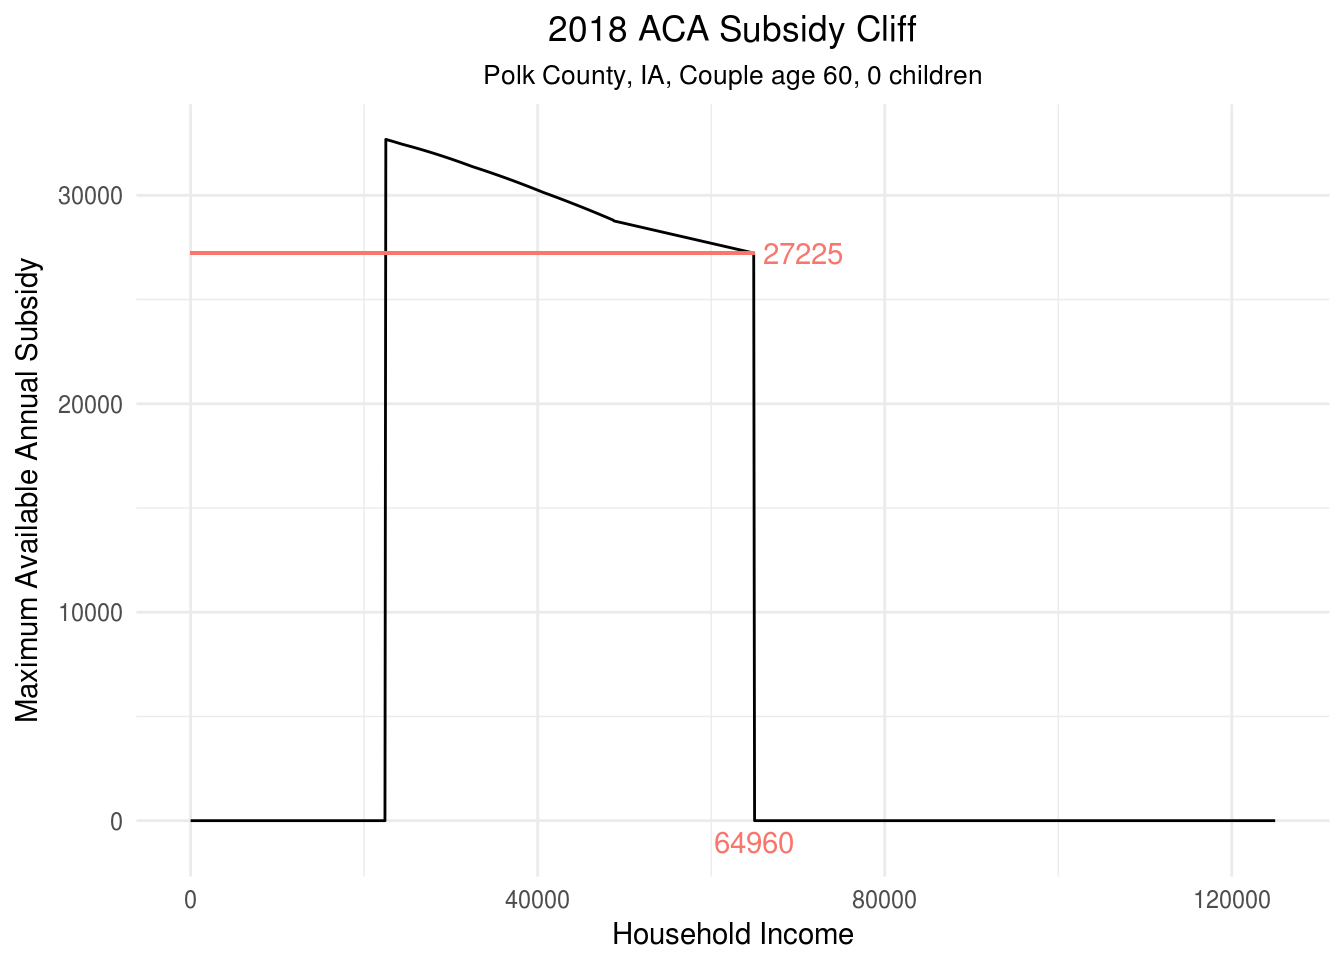 2018 ACA Subsidy Cliff
Polk County, IA, Couple age 60, 0 children
Maximum Available Annual Subsidy
30000
20000
10000
0
27225
64960
0
40000
80000
120000
Household Income